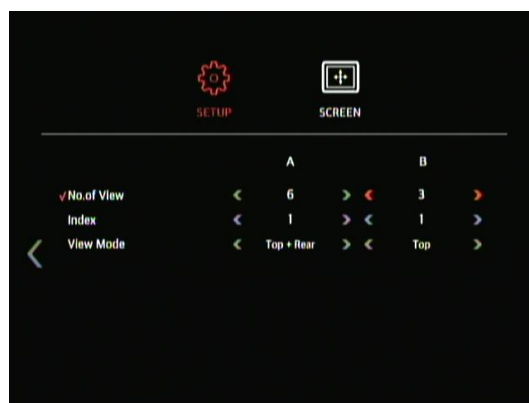 SETUP SCREEN
A B
No.of View 6 3
Index 1 1
View Mode Top + Rear Top